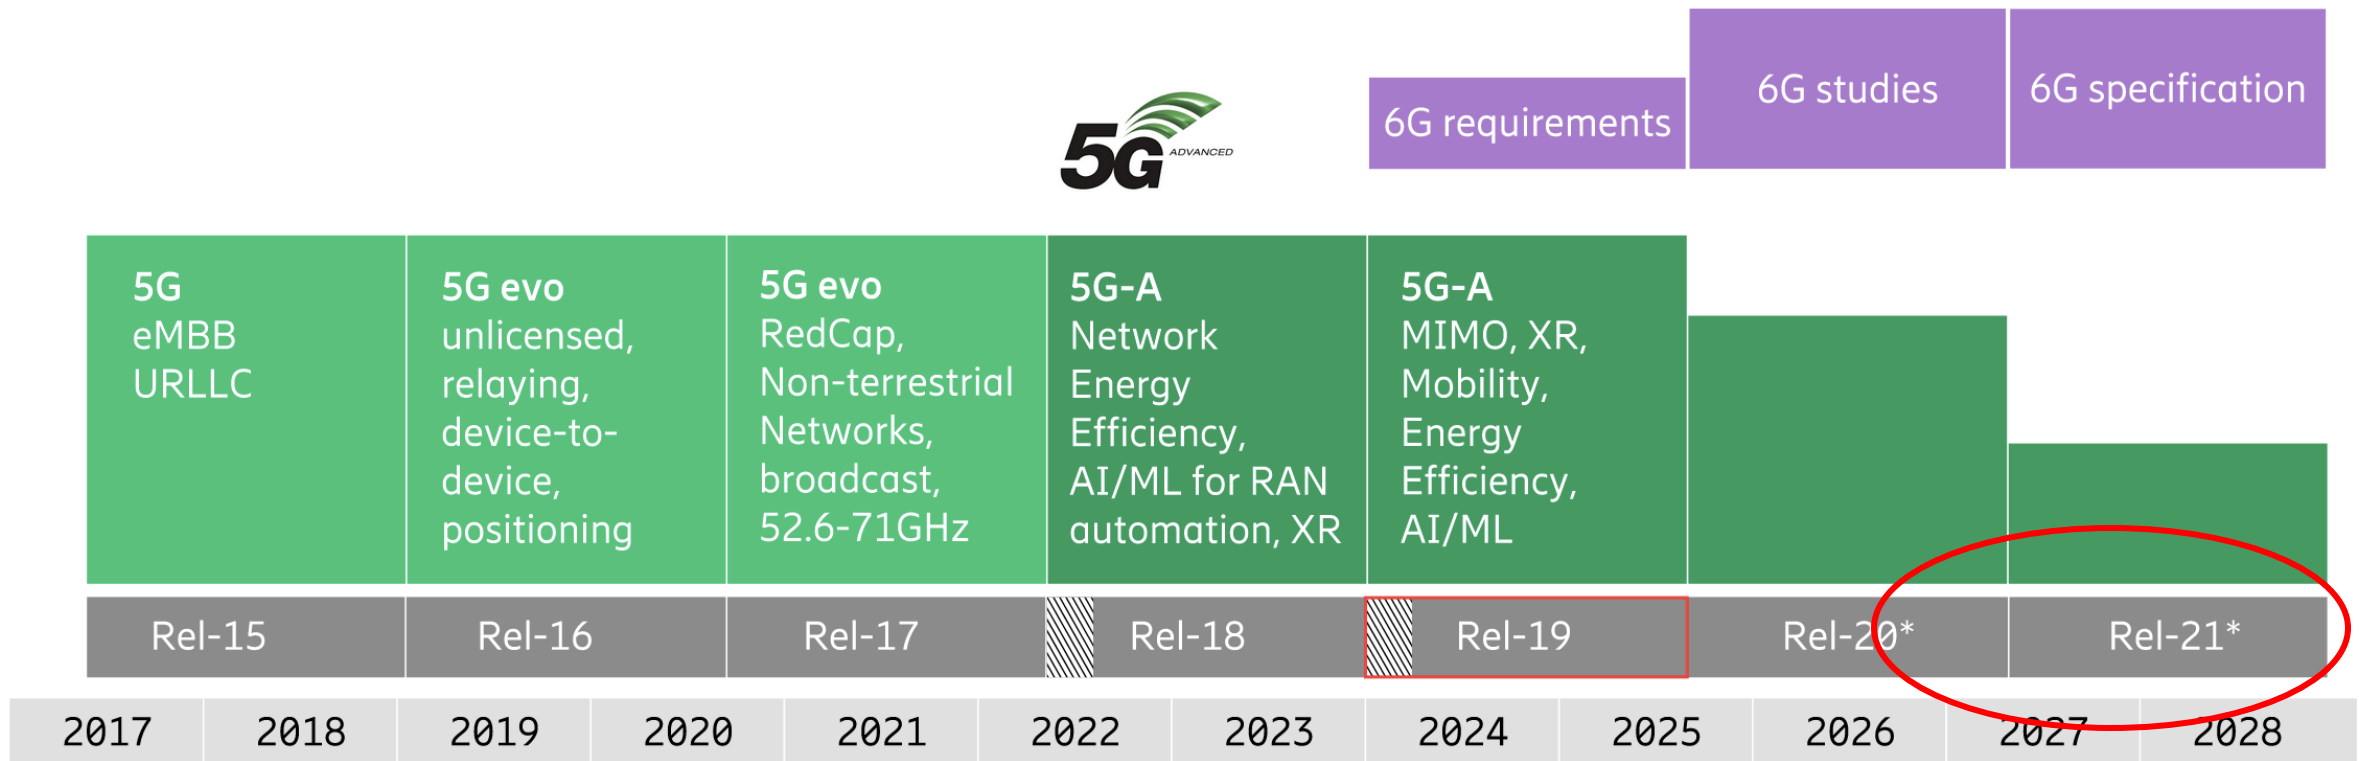 6G requirements
6G studies
6G specification
5G ADVANCED
5G
eMBB
URLLC
5G evo
unlicensed,
relaying,
device-to-
device,
positioning
5G evo
RedCap,
Non-terrestrial
Networks,
broadcast,
52.6-71GHz
5G-A
Network
Energy
Efficiency,
AI/ML for RAN
automation, XR
5G-A
MIMO, XR,
Mobility,
Energy
Efficiency,
AI/ML
Rel-15
Rel-16
Rel-17
Rel-18
Rel-19
Rel-20*
Rel-21*
2017
2018
2019
2020
2021
2022
2023
2024
2025
2026
2027
2028